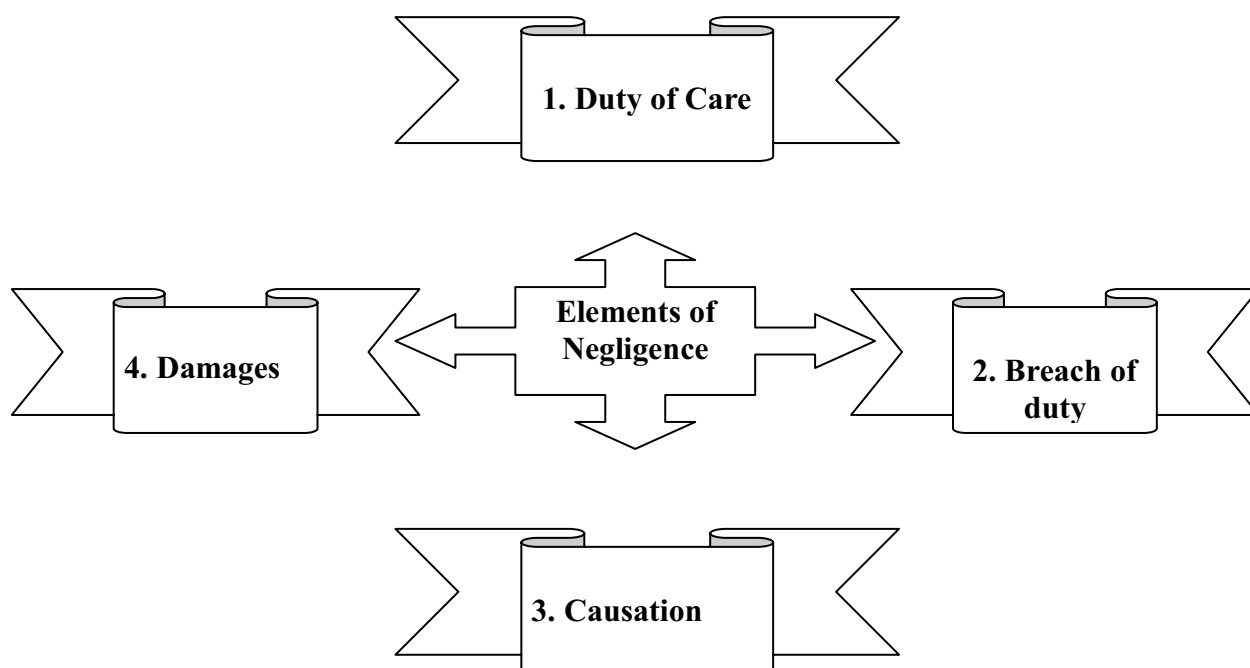 1. Duty of Care
Elements of
Negligence
4. Damages
2. Breach of
duty
3. Causation